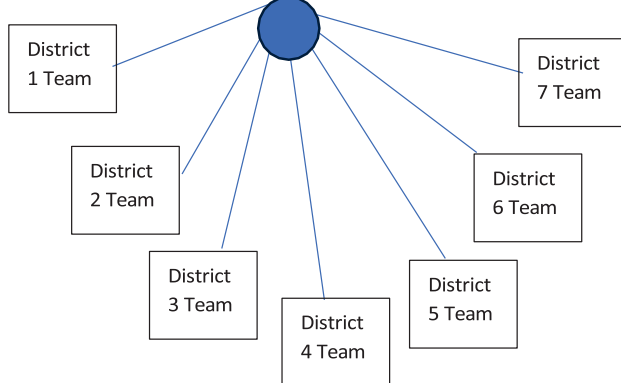 District
1 Team
District
2 Team
District
3 Team
District
4 Team
District
5 Team
District
6 Team
District
7 Team